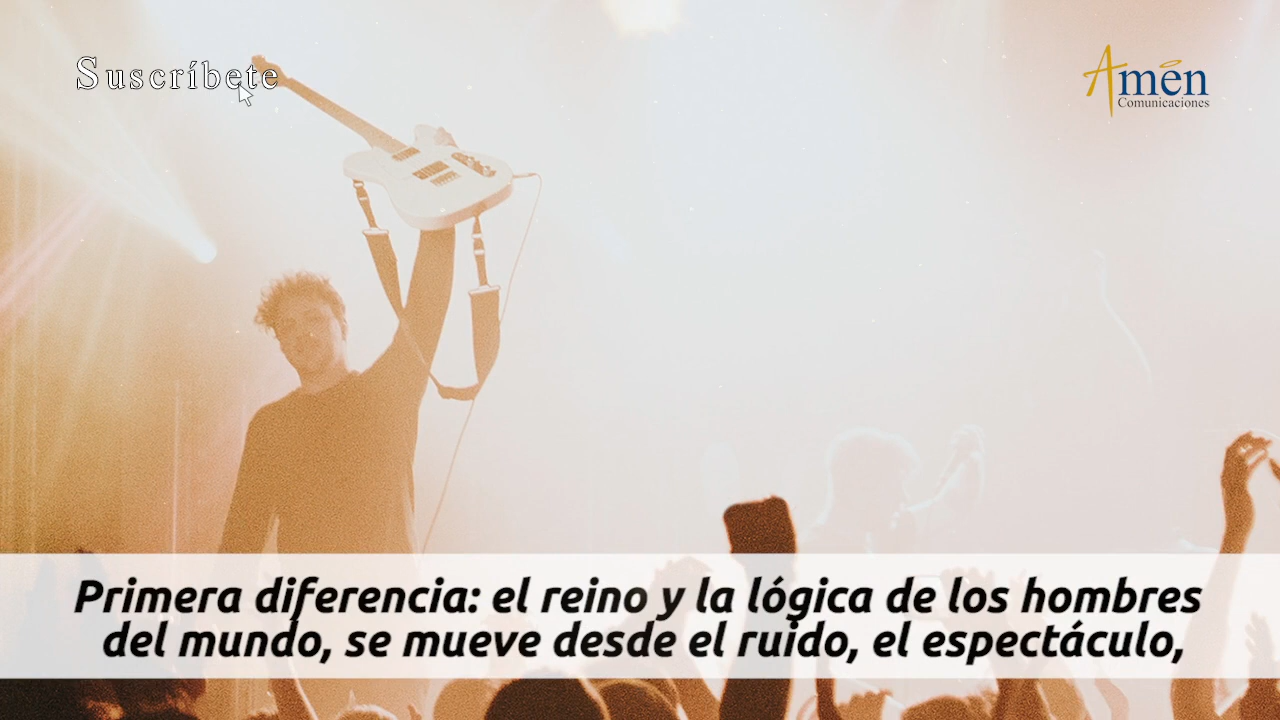 Suscríbete
Amén
Comunicaciones
Primera diferencia: el reino y la lógica de los hombres
del mundo, se mueve desde el ruido, el espectáculo,